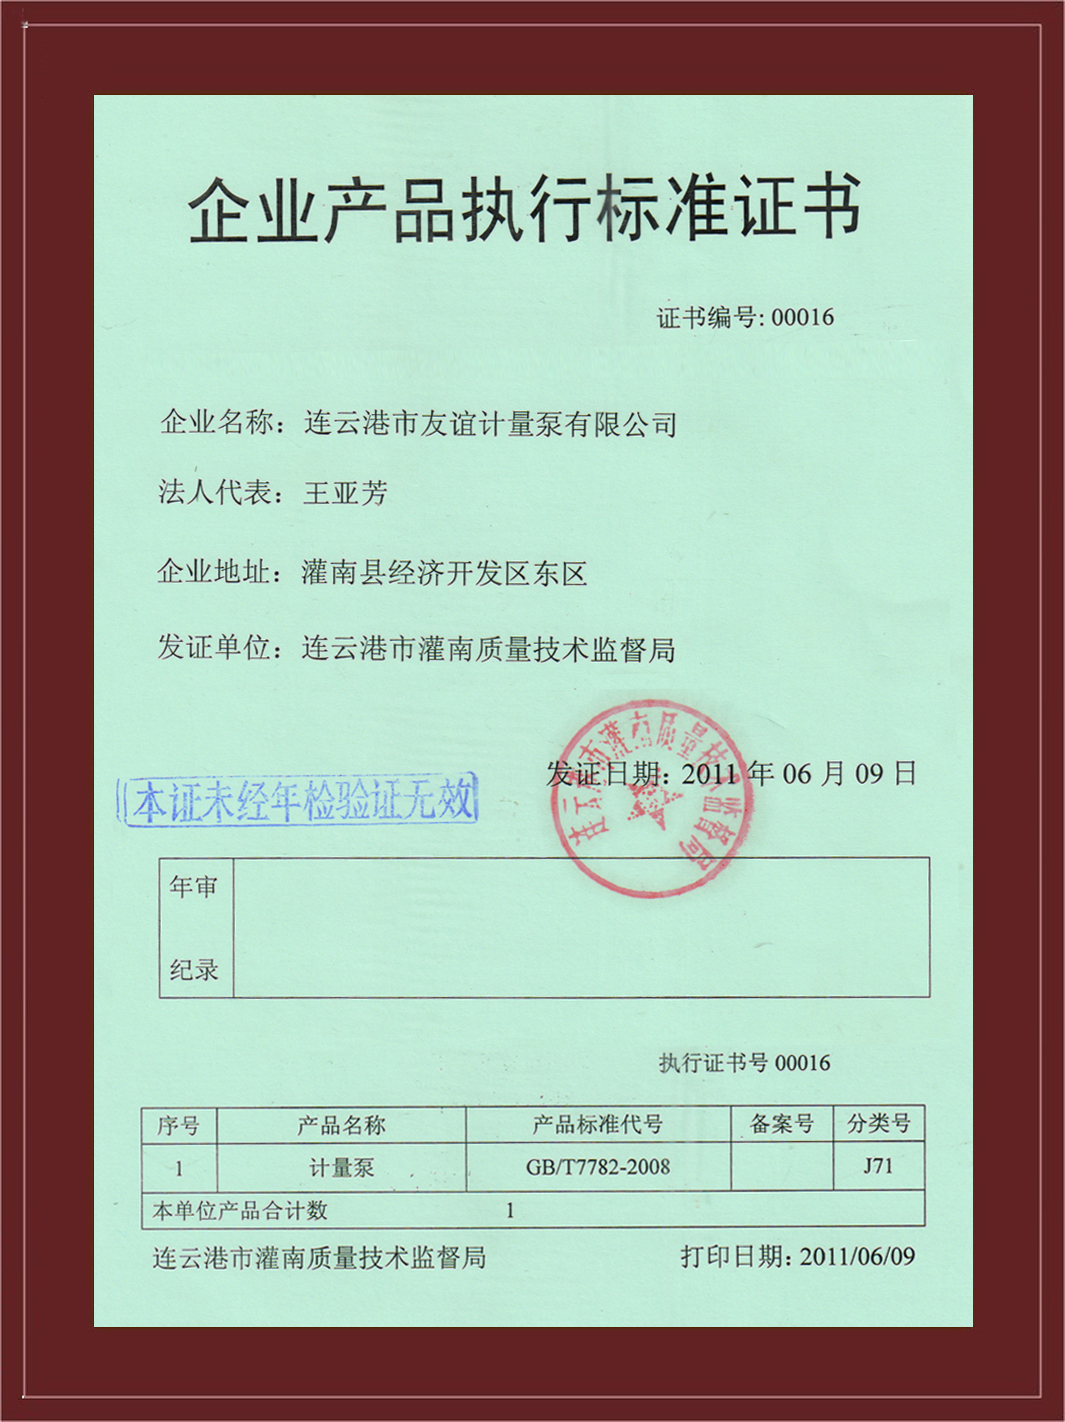 企业产品执行标准证书
证书编号: 00016
企业名称：连云港市友谊计量泵有限公司
法人代表：王亚芳
企业地址：灌南县经济开发区东区
发证单位：连云港市灌南质量技术监督局
连云港市灌南质量技术监督局
发证日期: 2011 年 06 月 09 日
本证未经年检验证无效
年审
纪录
执行证书号 00016
序号 产品名称 产品标准代号 备案号 分类号
1 计量泵 GB/T7782-2008 J71
本单位产品合计数 1
连云港市灌南质量技术监督局 打印日期: 2011/06/09